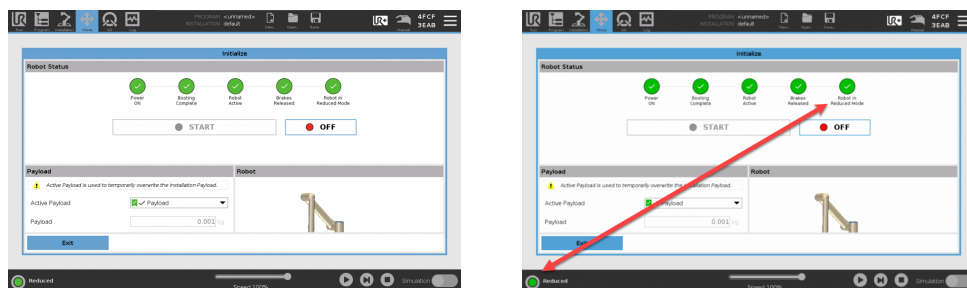 PROGRAM <unnamed>
INSTALLATION default
New... Open... Save...
4FCF
3EAB
Run Program Installation Move I/O Log
Initialize
Robot Status
Power
ON
Booting
Complete
Robot
Active
Brakes
Released
Robot in
Reduced Mode
START
OFF
Payload
Robot
Active Payload is used to temporarily overwrite the Installation Payload.
Active Payload
Payload
Payload
0.001 kg
Exit
Reduced
Speed 100%
Simulation
PROGRAM <unnamed>
INSTALLATION default
New... Open... Save...
4FCF
3EAB
Run Program Installation Move I/O Log
Initialize
Robot Status
Power
ON
Booting
Complete
Robot
Active
Brakes
Released
Robot in
Reduced Mode
START
OFF
Payload
Robot
Active Payload is used to temporarily overwrite the Installation Payload.
Active Payload
Payload
Payload
0.001 kg
Exit
Reduced
Speed 100%
Simulation